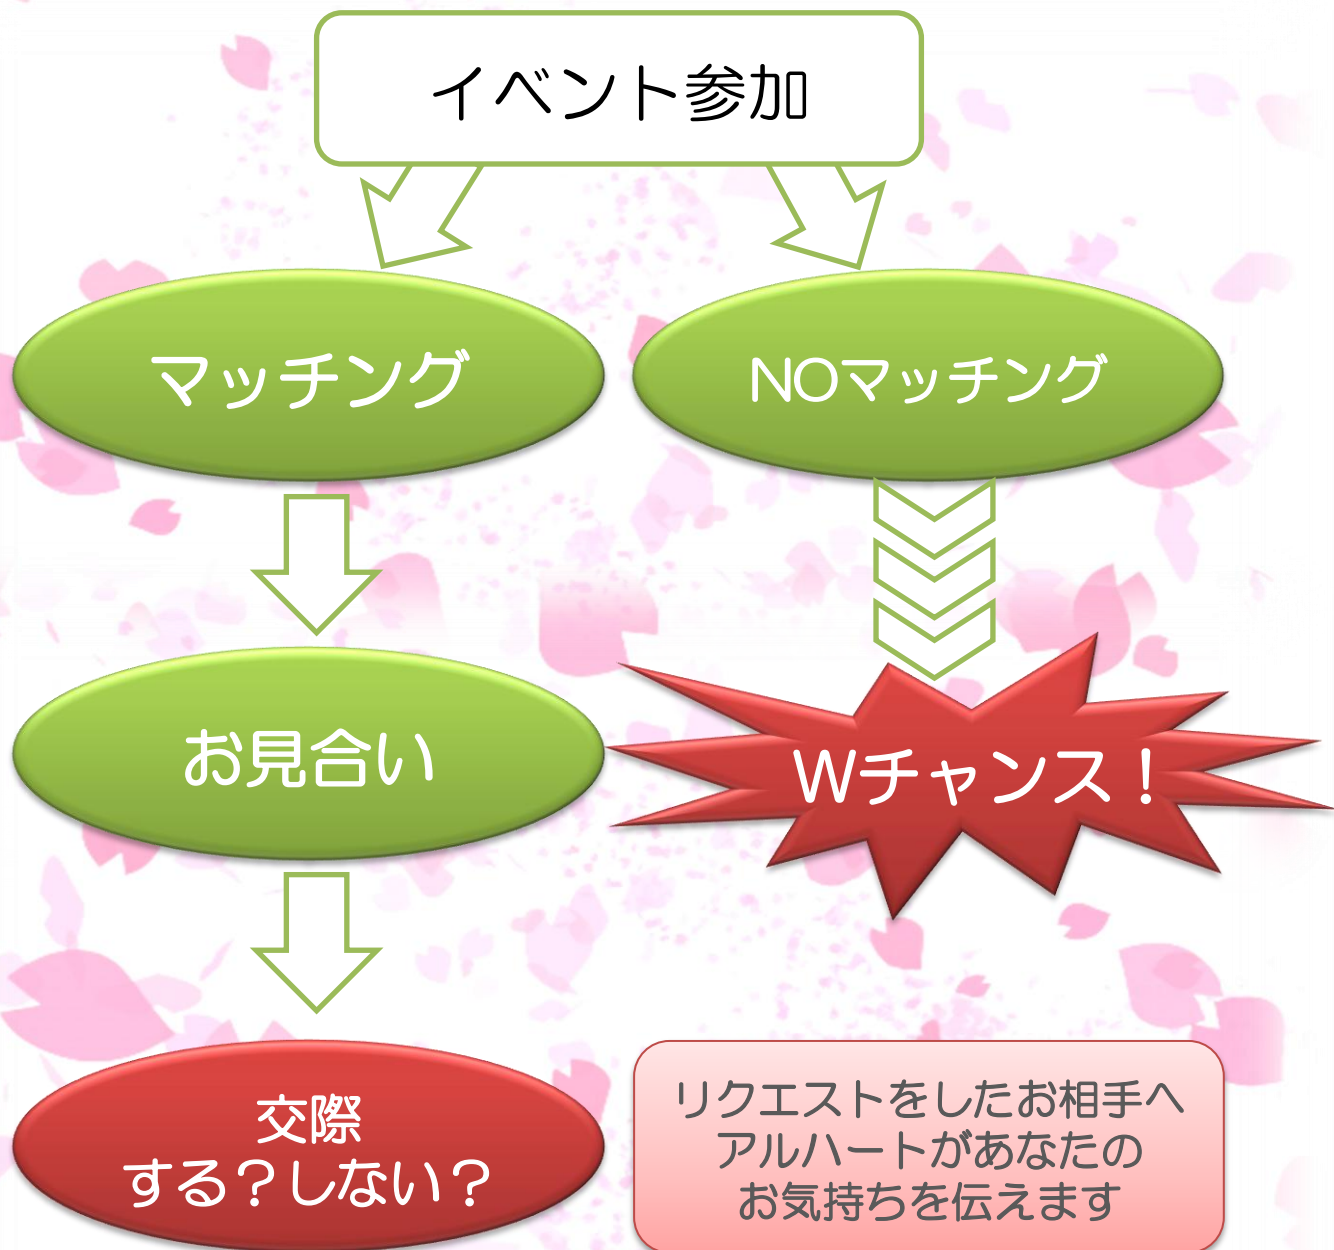 イベント参加
マッチング
NOマッチング
お見合い
Wチャンス！
交際
する？しない？
リクエストをしたお相手へ
アルハートがあなたの
お気持ちを伝えます